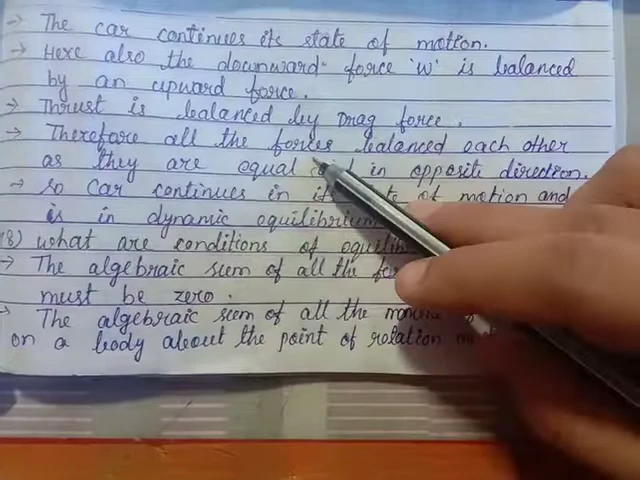 → The car continues its state of motion.
→ Here also the downward force 'W' is balanced
by an upward force.
→ Thrust is balanced by Drag force.
→ Therefore all the forces balanced each other
as they are equal in opposite direction.
→ So car continues in of motion and
is in dynamic equilibrium
8) what are conditions of
→ The algebraic sum of all the
must be zero.
→ The algebraic sum of all the
on a body about the point of rotation